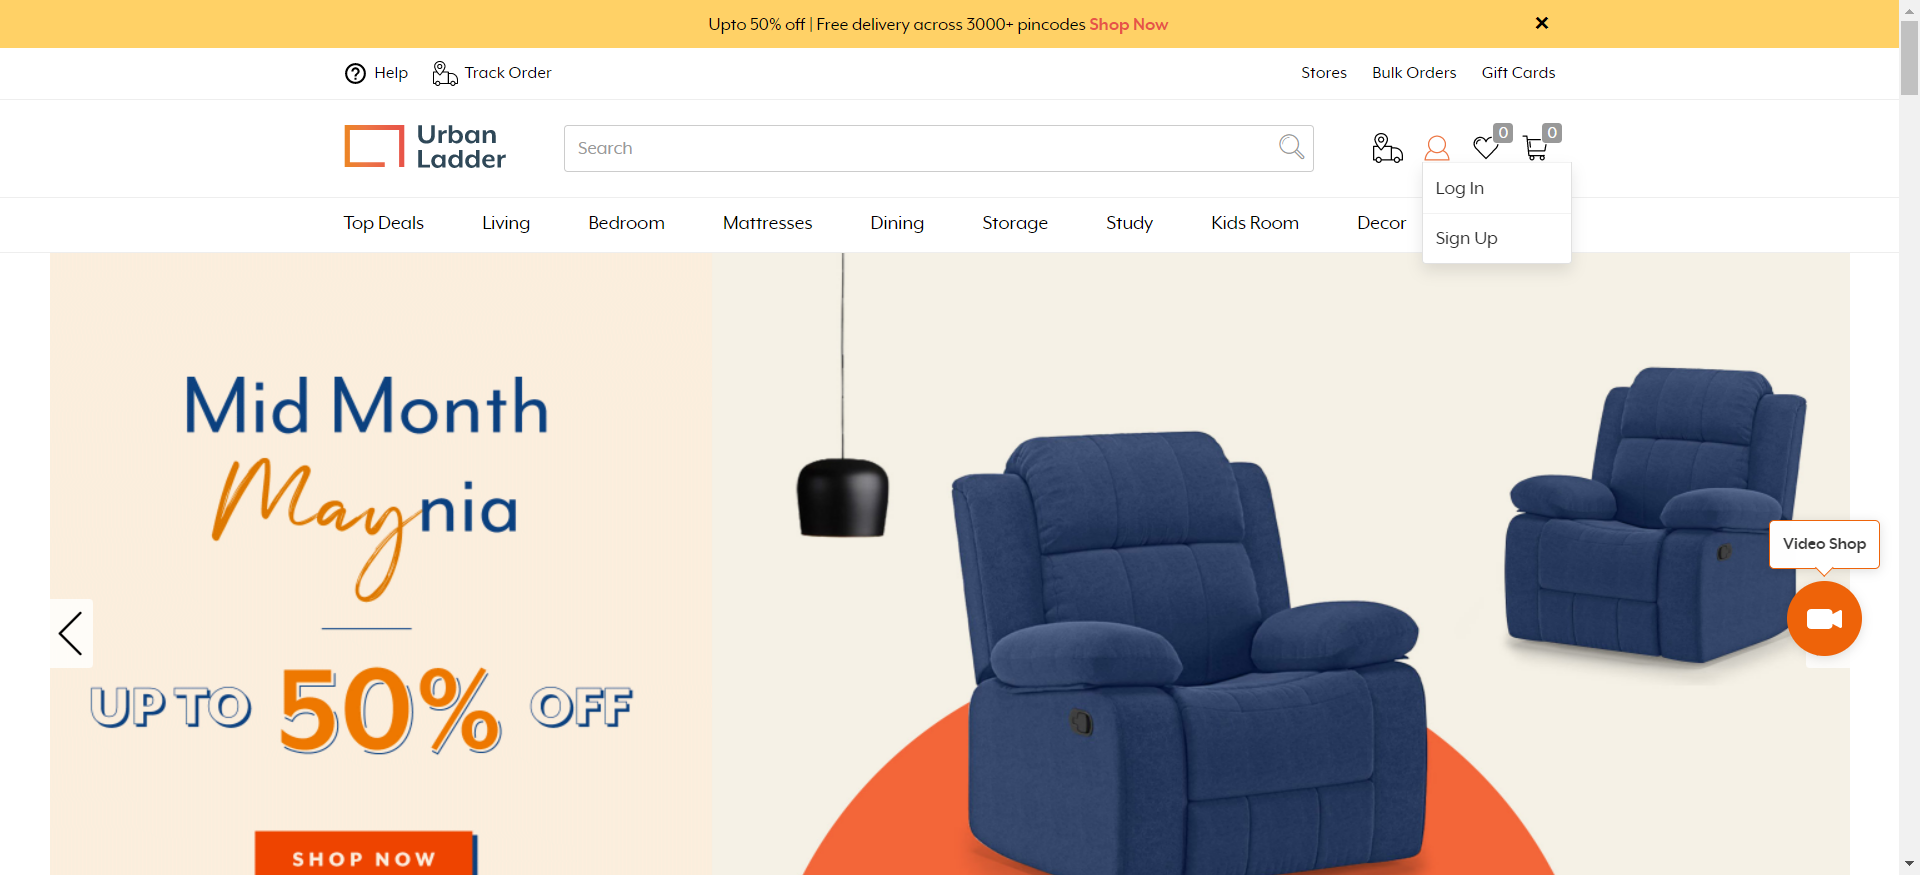 Upto 50% off | Free delivery across 3000+ pincodes Shop Now
Help
Track Order
Stores
Bulk Orders
Gift Cards
Urban
Ladder
Search
0
0
Log In
Sign Up
Top Deals
Living
Bedroom
Mattresses
Dining
Storage
Study
Kids Room
Decor
Mid Month
Maynia
UP TO 50% OFF
SHOP NOW
Video Shop